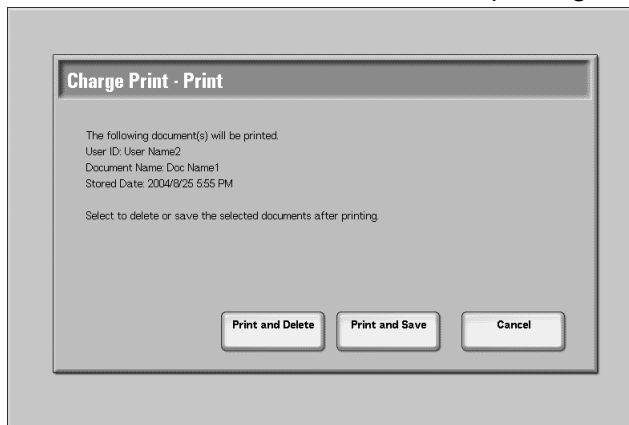 Charge Print - Print
The following document(s) will be printed.
User ID: User Name2
Document Name: Doc Name1
Stored Date: 2004/8/25 5:55 PM
Select to delete or save the selected documents after printing.
Print and Delete
Print and Save
Cancel